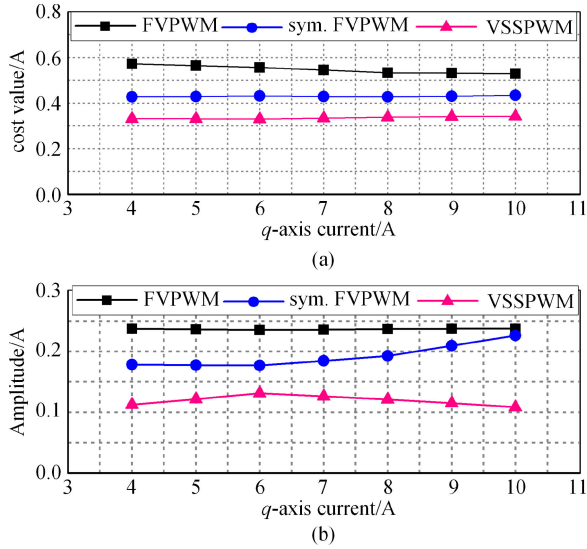 0.8
FVPWM sym. FVPWM VSSPWM
0.6
0.4
0.2
0.0
cost value/A
3 4 5 6 7 8 9 10 11
q-axis current/A
(a)
0.3
FVPWM sym. FVPWM VSSPWM
0.2
0.1
0.0
Amplitude/A
3 4 5 6 7 8 9 10 11
q-axis current/A
(b)